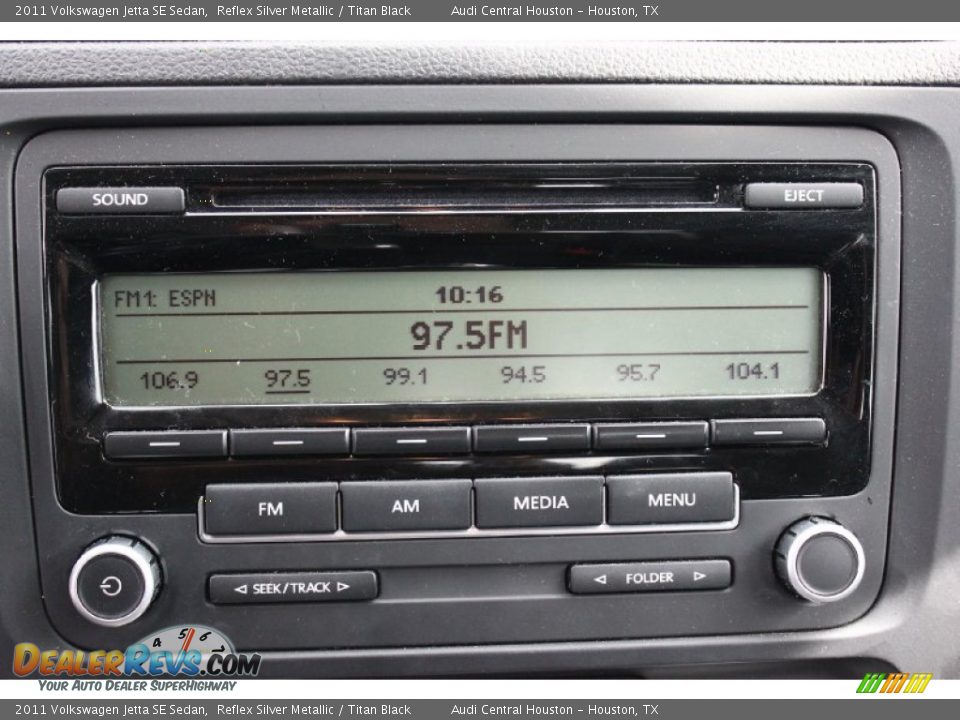 2011 Volkswagen Jetta SE Sedan, Reflex Silver Metallic / Titan Black Audi Central Houston - Houston, TX
SOUND
EJECT
FM1: ESPN 10:16
97.5FM
106.9 97.5 99.1 94.5 95.7 104.1
FM AM MEDIA MENU
SEEK/TRACK
FOLDER
4 5 6
DealerRevs.com
Your Auto Dealer SuperHighway
2011 Volkswagen Jetta SE Sedan, Reflex Silver Metallic / Titan Black Audi Central Houston - Houston, TX